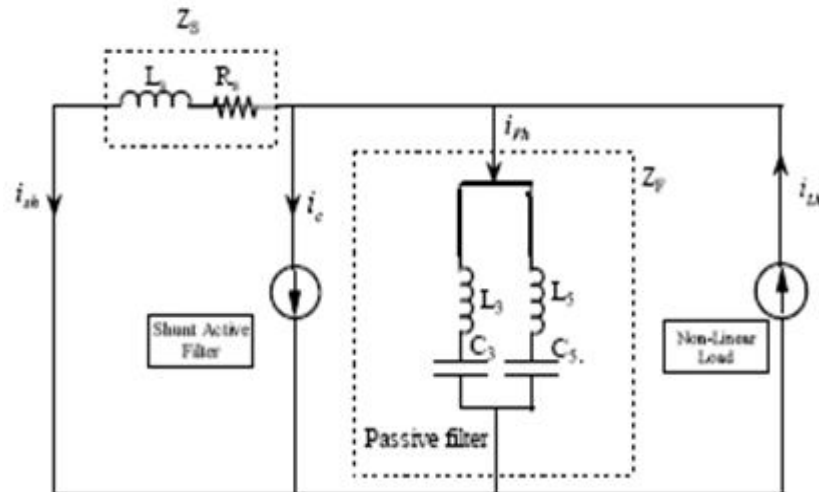 Z_S
L_s R_s
i_sh
i_c
i_Fh
Z_F
L_3
L_5
C_3
C_5.
Shunt Active
Filter
Non-Linear
Load
Passive filter